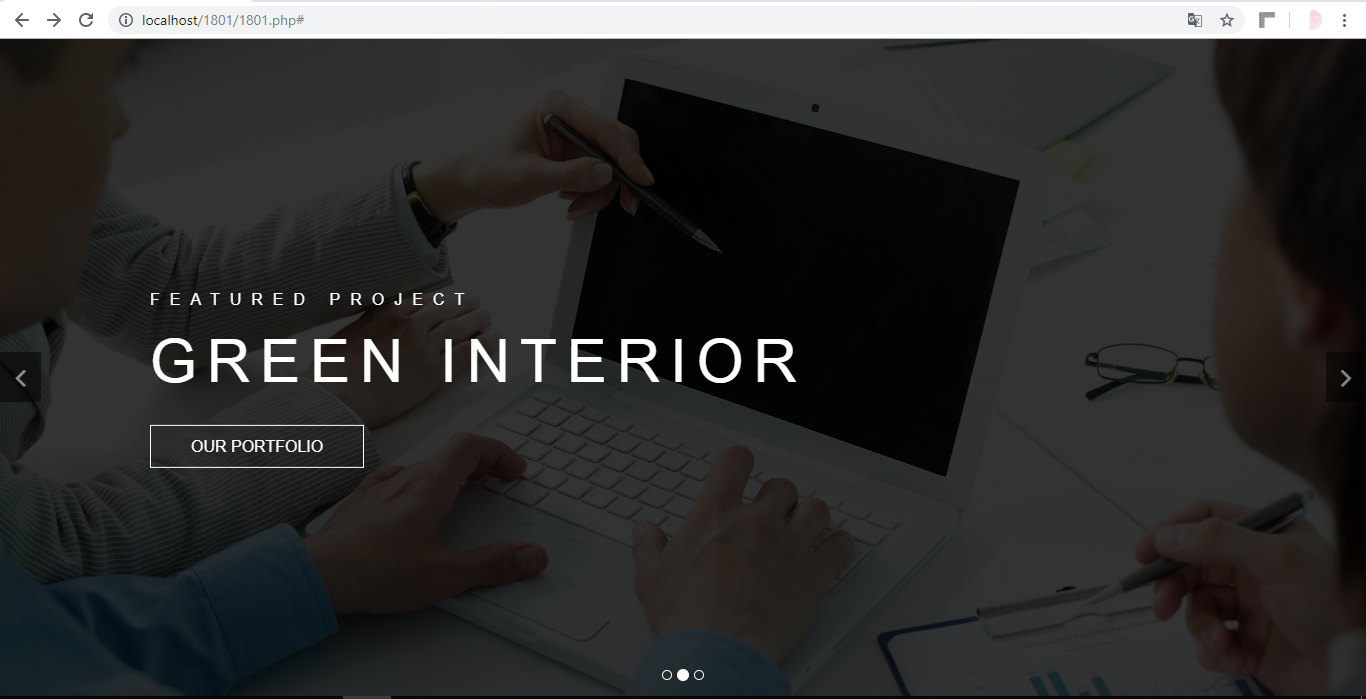 localhost/1801/1801.php#
FEATURED PROJECT
GREEN INTERIOR
OUR PORTFOLIO